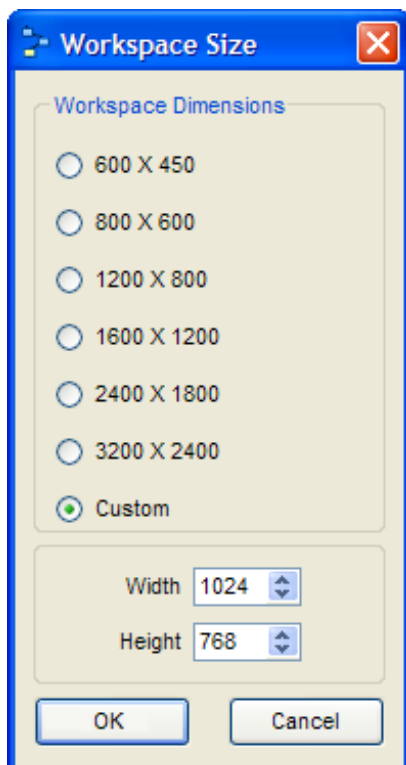 Workspace Size
Workspace Dimensions
600 X 450
800 X 600
1200 X 800
1600 X 1200
2400 X 1800
3200 X 2400
Custom
Width 1024
Height 768
OK Cancel